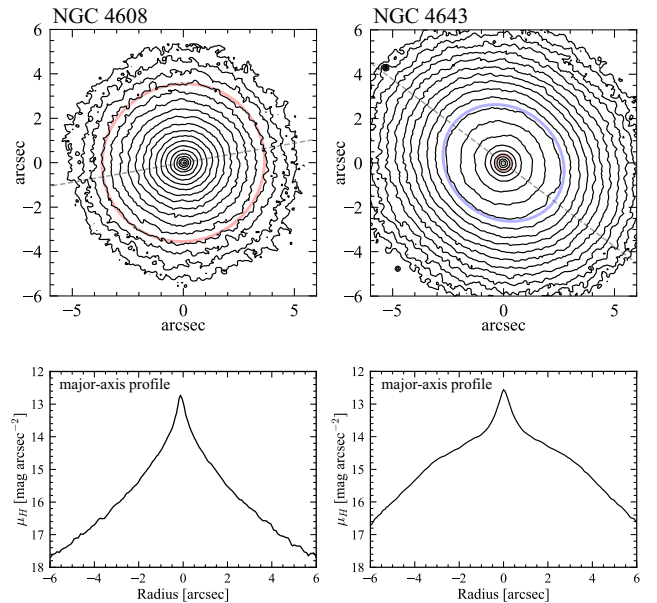 NGC 4608
NGC 4643
6
4
2
0
−2
−4
−6
arcsec
−5
0
5
arcsec
6
4
2
0
−2
−4
−6
arcsec
−5
0
5
arcsec
major-axis profile
12
13
14
15
16
17
18
μH [mag arcsec−2]
−6 −4 −2 0 2 4 6
Radius [arcsec]
major-axis profile
12
13
14
15
16
17
18
μH [mag arcsec−2]
−6 −4 −2 0 2 4 6
Radius [arcsec]